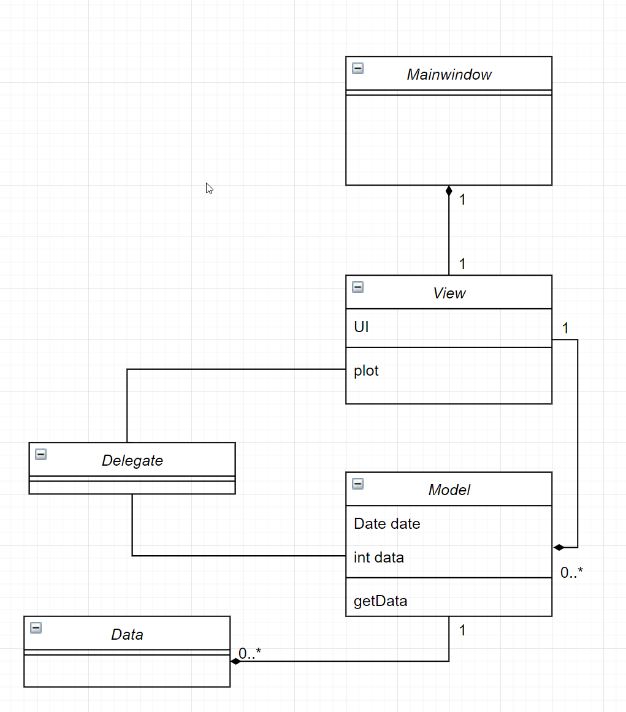 Mainwindow
1
1
View
UI
1
plot
Delegate
Model
Date date
int data
0..*
getData
Data
1
0..*